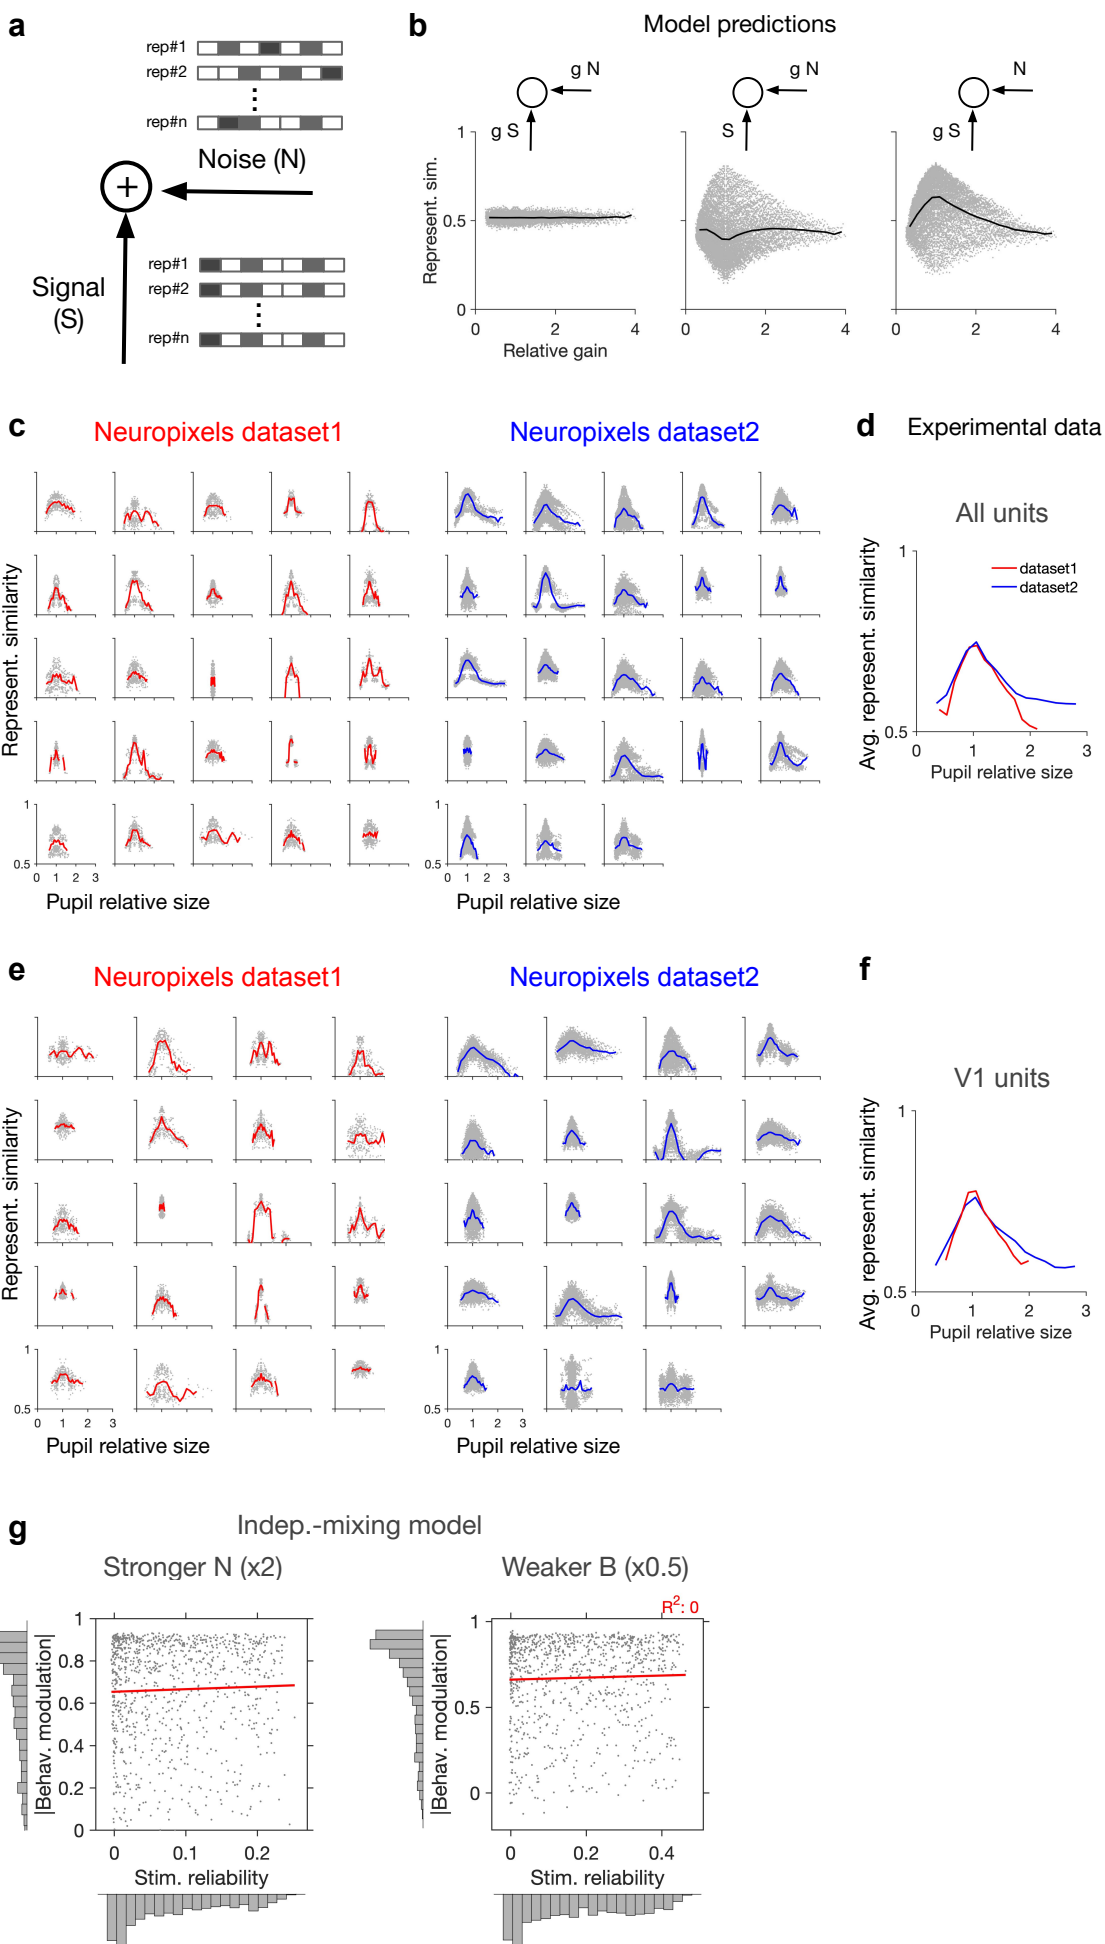 a
rep#1
rep#2
rep#n
Noise (N)
+
Signal
(S)
rep#1
rep#2
rep#n
b
Model predictions
g N
g S
g N
S
N
g S
Represent. sim.
1
0.5
0
0 2 4
0 2 4
0 2 4
Relative gain
c
Neuropixels dataset1
Neuropixels dataset2
Represent. similarity
1
0.5
0 1 2 3
Pupil relative size
1
0.5
0 1 2 3
Pupil relative size
d
Experimental data
All units
Avg. represent. similarity
1
dataset1
dataset2
0.5
0 1 2 3
Pupil relative size
e
Neuropixels dataset1
Neuropixels dataset2
Represent. similarity
1
0.5
0 1 2 3
Pupil relative size
1
0.5
0 1 2 3
Pupil relative size
f
V1 units
Avg. represent. similarity
1
0.5
0 1 2 3
Pupil relative size
g
Indep.-mixing model
Stronger N (x2)
|Behav. modulation|
1
0.8
0.6
0.4
0.2
0
0 0.1 0.2
Stim. reliability
Weaker B (x0.5)
R²: 0
|Behav. modulation|
1
0.5
0
0 0.2 0.4
Stim. reliability